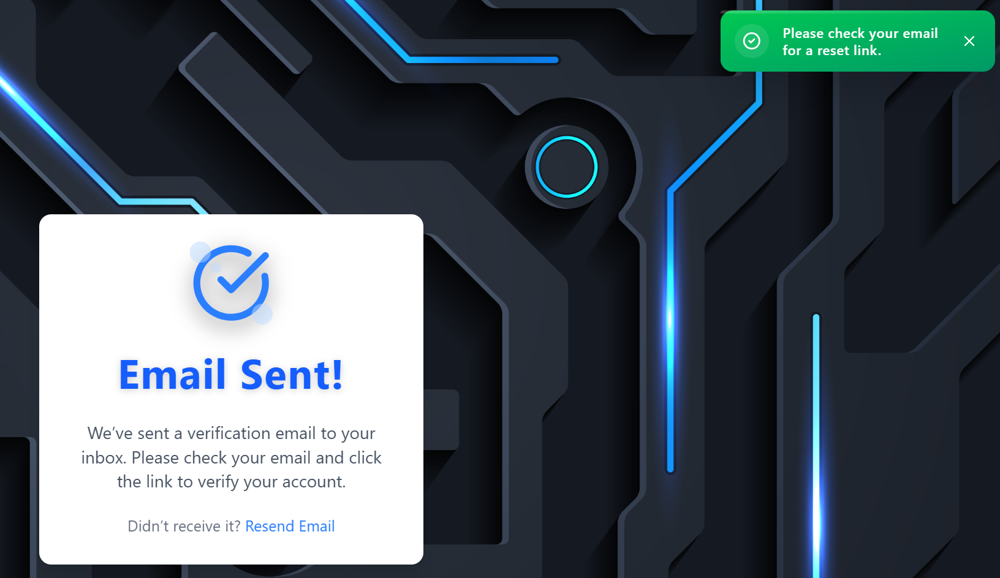 Please check your email
for a reset link.
Email Sent!
We’ve sent a verification email to your
inbox. Please check your email and click
the link to verify your account.
Didn’t receive it? Resend Email